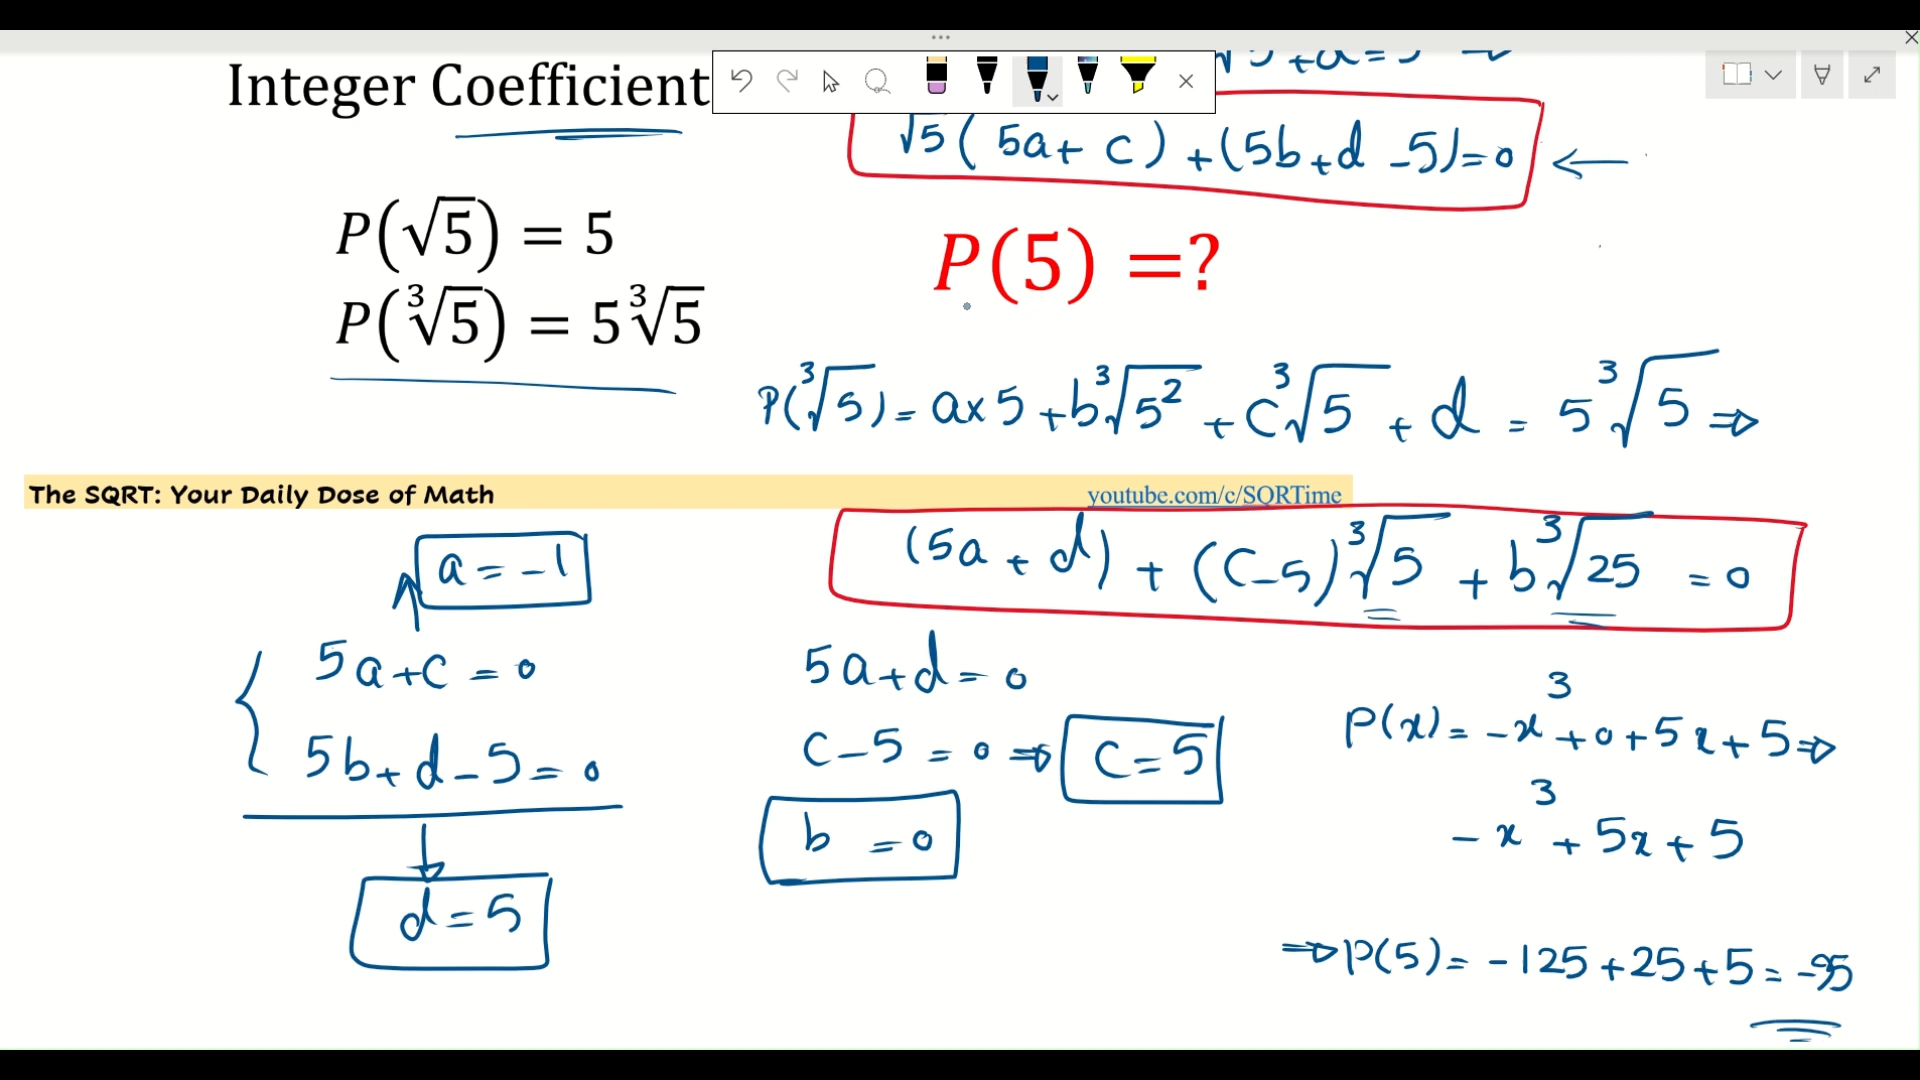 Integer Coefficient
√5 + d = 5 ⇒
√5 ( 5a + c ) + (5b + d - 5) = 0 ←
P(√5) = 5
P(5) =?
P(∛5) = 5∛5
P(∛5) = a×5 + b∛5² + c∛5 + d = 5∛5 ⇒
The SQRT: Your Daily Dose of Math
youtube.com/c/SQRTime
a = -1
(5a + d) + (c - 5)∛5 + b∛25 = 0
5a + c = 0
5b + d - 5 = 0
d = 5
5a + d = 0
c - 5 = 0 ⇒ c = 5
b = 0
P(x) = -x³ + 0 + 5x + 5 ⇒
-x³ + 5x + 5
⇒ P(5) = -125 + 25 + 5 = -95